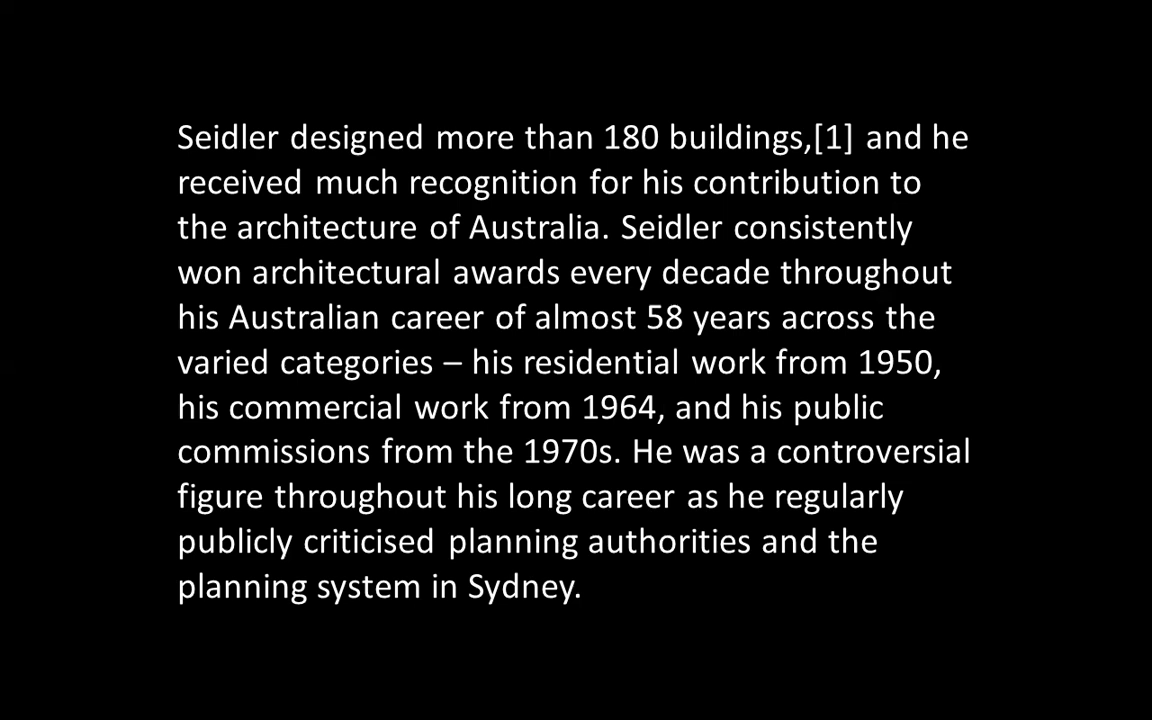 Seidler designed more than 180 buildings,[1] and he
received much recognition for his contribution to
the architecture of Australia. Seidler consistently
won architectural awards every decade throughout
his Australian career of almost 58 years across the
varied categories – his residential work from 1950,
his commercial work from 1964, and his public
commissions from the 1970s. He was a controversial
figure throughout his long career as he regularly
publicly criticised planning authorities and the
planning system in Sydney.